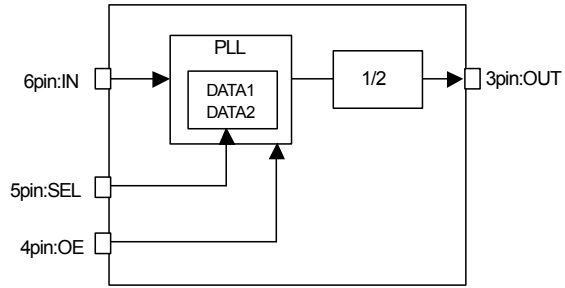 PLL
6pin:IN
DATA1
DATA2
1/2
3pin:OUT
5pin:SEL
4pin:OE